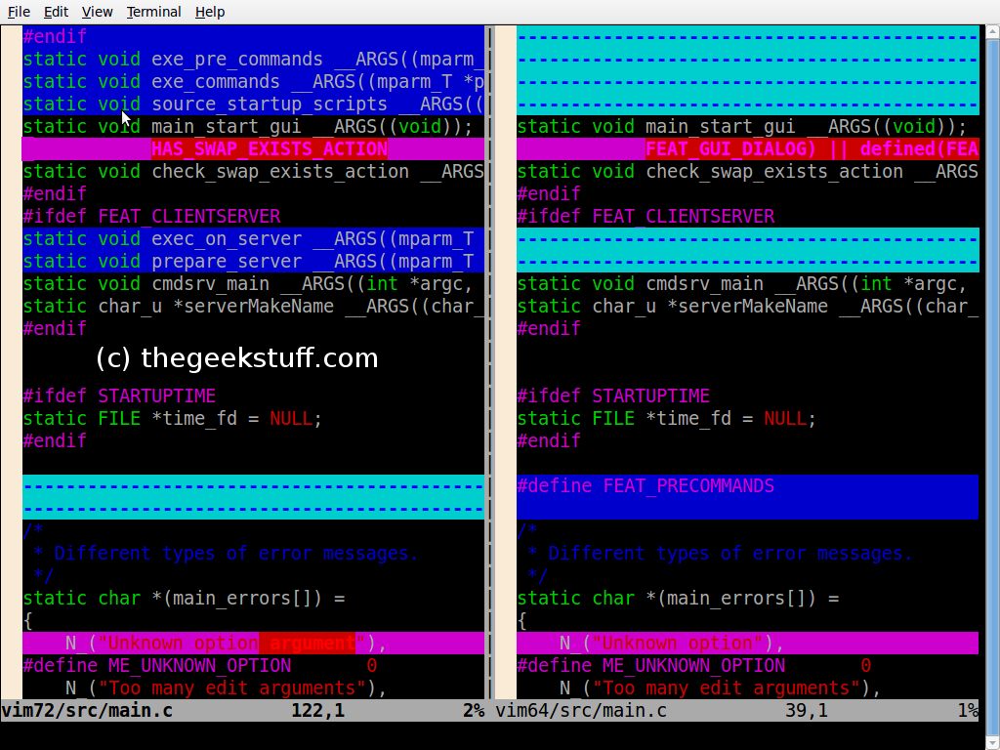 File Edit View Terminal Help
#endif
static void exe_pre_commands __ARGS((mparm_
static void exe_commands __ARGS((mparm_T *p
static void source_startup_scripts __ARGS((
static void main_start_gui __ARGS((void));
HAS_SWAP_EXISTS_ACTION
static void check_swap_exists_action __ARGS
#endif
#ifdef FEAT_CLIENTSERVER
static void exec_on_server __ARGS((mparm_T
static void prepare_server __ARGS((mparm_T
static void cmdsrv_main __ARGS((int *argc,
static char_u *serverMakeName __ARGS((char_
#endif
(c) thegeekstuff.com
#ifdef STARTUPTIME
static FILE *time_fd = NULL;
#endif
/*
 * Different types of error messages.
 */
static char *(main_errors[]) =
{
    N_("Unknown option argument"),
#define ME_UNKNOWN_OPTION       0
    N_("Too many edit arguments"),
vim72/src/main.c 122,1 2%
static void main_start_gui __ARGS((void));
FEAT_GUI_DIALOG) || defined(FEA
static void check_swap_exists_action __ARGS
#endif
#ifdef FEAT_CLIENTSERVER
static void cmdsrv_main __ARGS((int *argc,
static char_u *serverMakeName __ARGS((char_
#endif
#ifdef STARTUPTIME
static FILE *time_fd = NULL;
#endif
#define FEAT_PRECOMMANDS
/*
 * Different types of error messages.
 */
static char *(main_errors[]) =
{
    N_("Unknown option"),
#define ME_UNKNOWN_OPTION       0
    N_("Too many edit arguments"),
vim64/src/main.c 39,1 1%